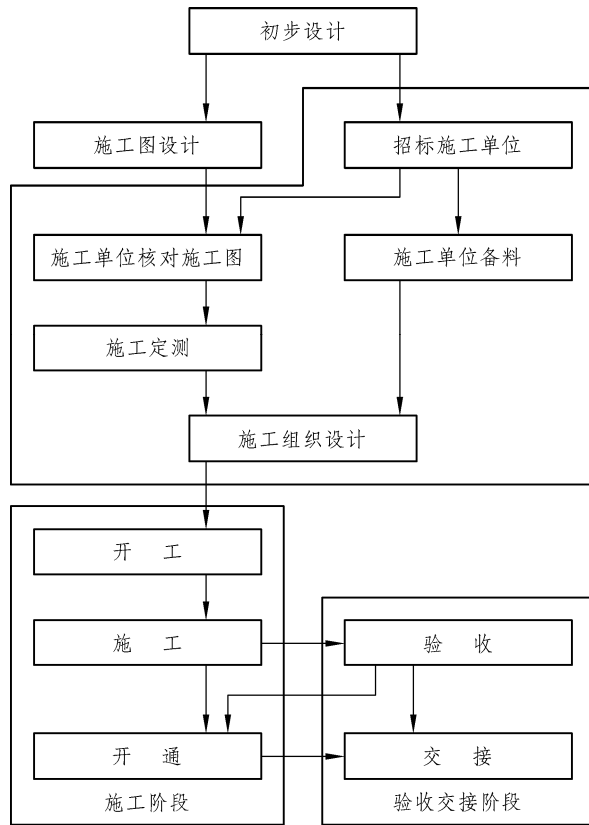 初步设计
施工图设计
招标施工单位
施工单位核对施工图
施工单位备料
施工定测
施工组织设计
开 工
施 工
验 收
开 通
交 接
施工阶段
验收交接阶段